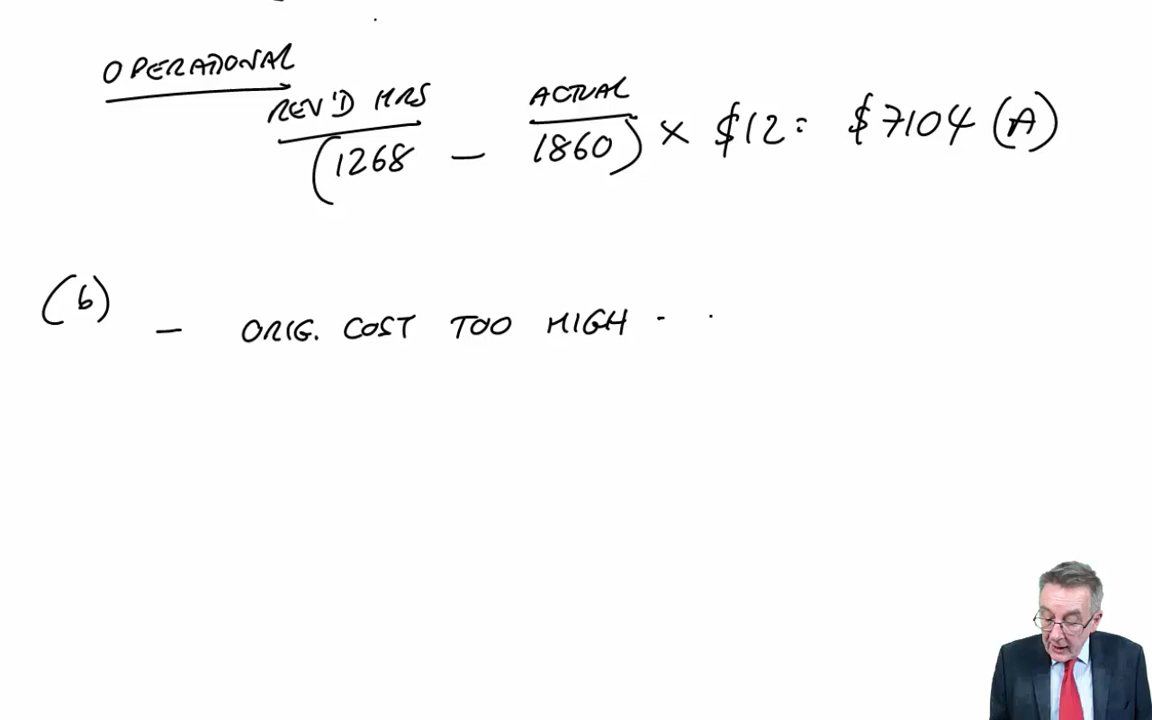 OPERATIONAL
REV'D HRS ACTUAL
(1268 - 1860) × $12 = $7104 (A)
(b)
- ORIG. COST TOO HIGH -